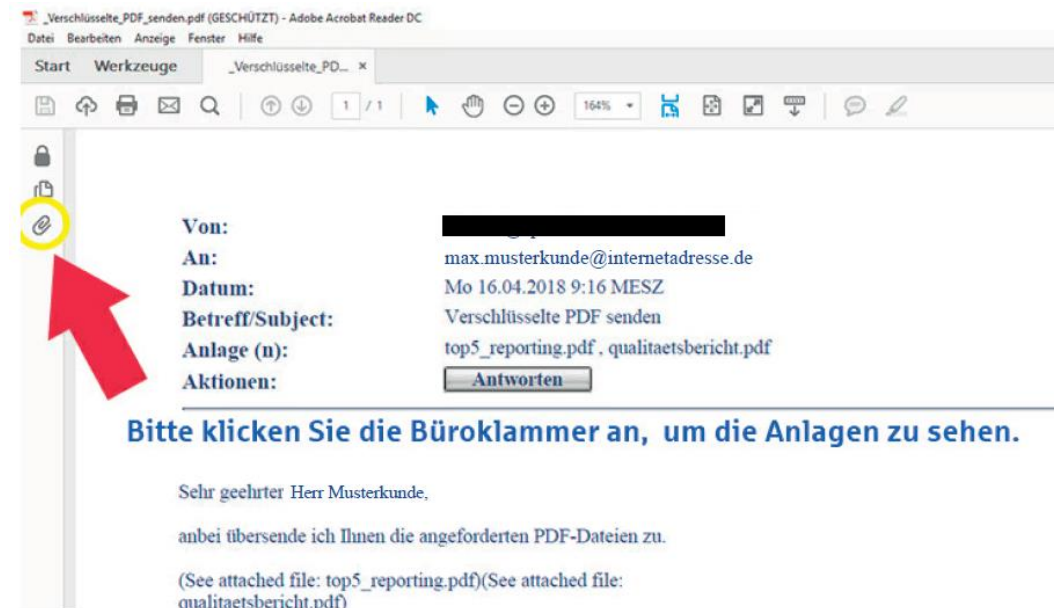 _Verschlüsselte_PDF_senden.pdf (GESCHÜTZT) - Adobe Acrobat Reader DC
Datei Bearbeiten Anzeige Fenster Hilfe
Start Werkzeuge _Verschlüsselte_PD... ×
1 / 1 164%
Von:
An: max.musterkunde@internetadresse.de
Datum: Mo 16.04.2018 9:16 MESZ
Betreff/Subject: Verschlüsselte PDF senden
Anlage (n): top5_reporting.pdf , qualitaetsbericht.pdf
Aktionen: Antworten
Bitte klicken Sie die Büroklammer an, um die Anlagen zu sehen.
Sehr geehrter Herr Musterkunde,
anbei übersende ich Ihnen die angeforderten PDF-Dateien zu.
(See attached file: top5_reporting.pdf)(See attached file:
qualitaetsbericht.pdf)